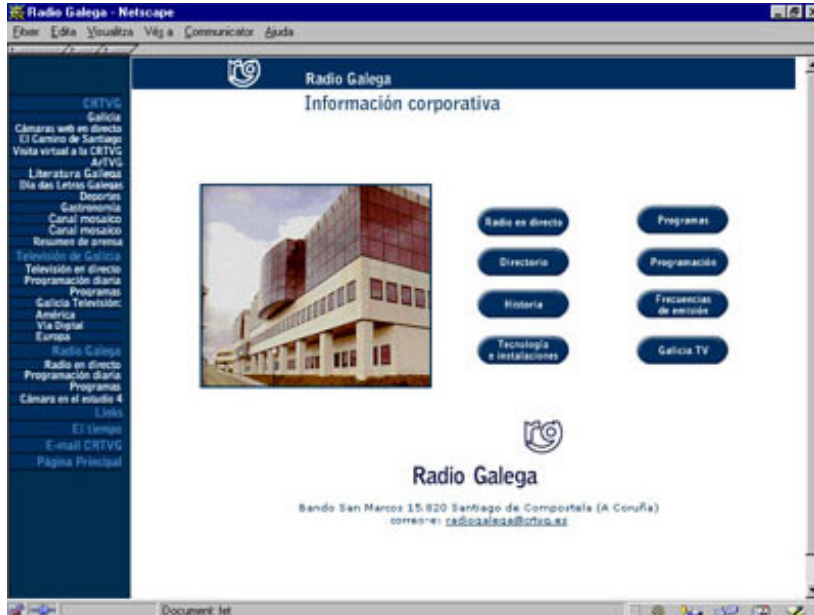 Radio Galega - Netscape
Fitxer Edita Visualitza Vés a Communicator Ajuda
rg
Radio Galega
Información corporativa
CRTVG
Galicia
Cámaras web en directo
El Camino de Santiago
Visita virtual a la CRTVG
ArTVG
Literatura Gallega
Día das Letras Galegas
Deportes
Gastronomía
Canal mosaico
Canal mosaico
Resumen de prensa
Televisión de Galicia
Televisión en directo
Programación diaria
Programas
Galicia Televisión:
América
Via Digital
Europa
Radio Galega
Radio en directo
Programación diaria
Programas
Cámara en el estudio 4
Links
El tiempo
E-mail CRTVG
Página Principal
Radio en directo
Programas
Directorio
Programación
Historia
Frecuencias
de emisión
Tecnología
e instalaciones
Galicia TV
rg
Radio Galega
Bando San Marcos 15.820 Santiago de Compostela (A Coruña)
correo-e: radiogalega@crtvg.es
Document: fet